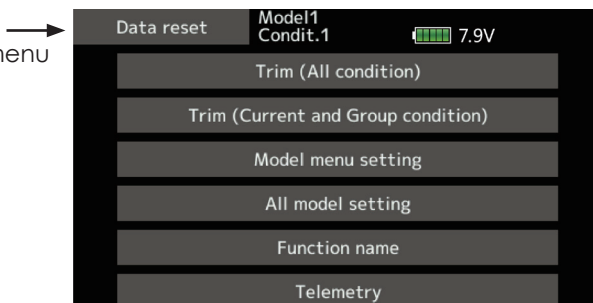 Data reset
Model1
Condit.1
7.9V
menu
Trim (All condition)
Trim (Current and Group condition)
Model menu setting
All model setting
Function name
Telemetry